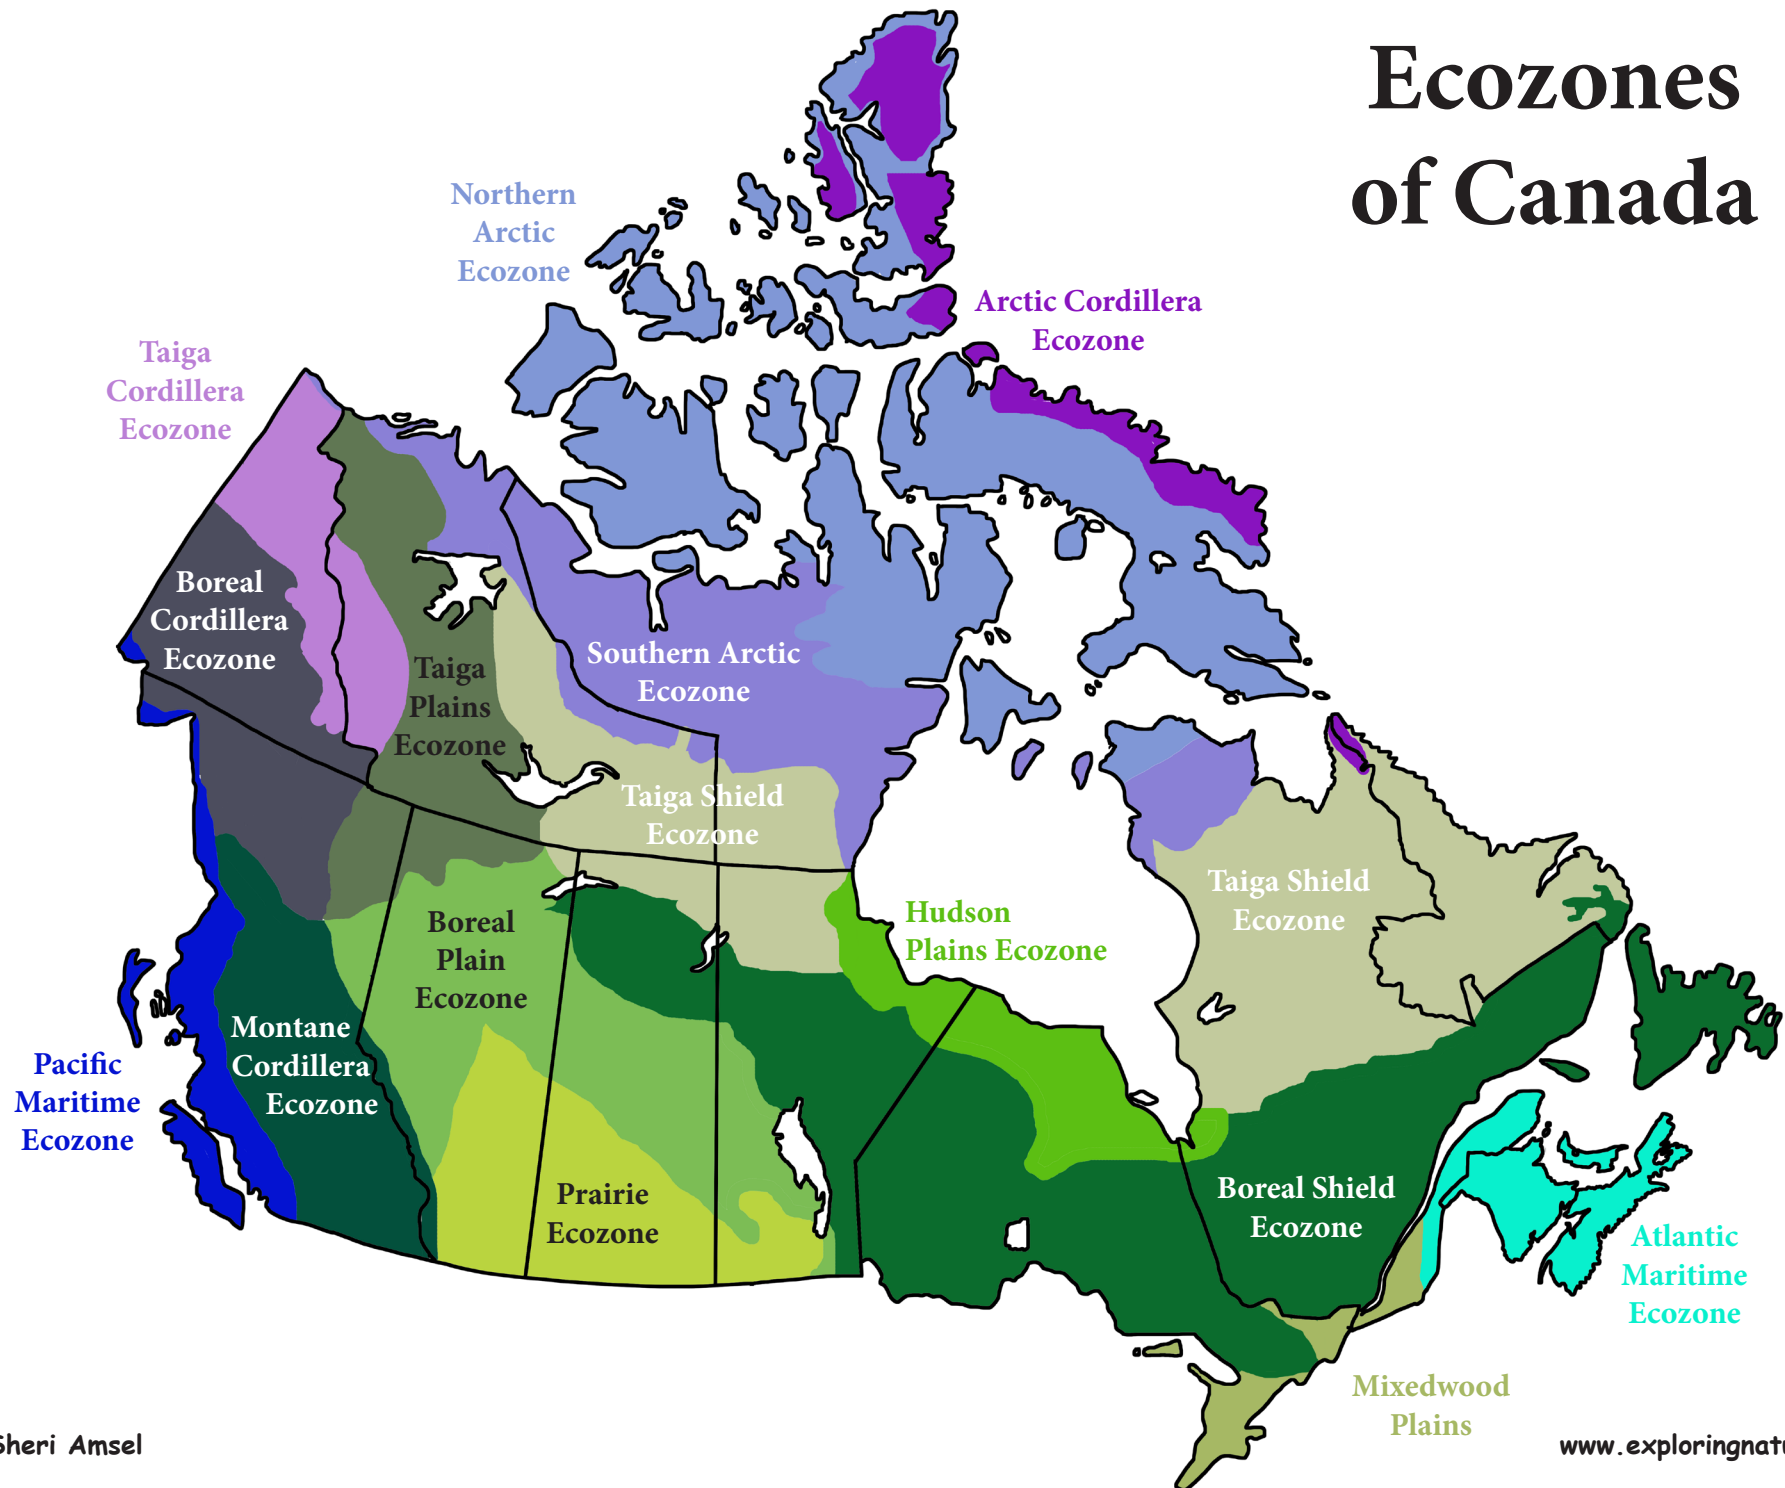 Ecozones
of Canada
Northern
Arctic
Ecozone
Arctic Cordillera
Ecozone
Taiga
Cordillera
Ecozone
Boreal
Cordillera
Ecozone
Taiga
Plains
Ecozone
Southern Arctic
Ecozone
Taiga Shield
Ecozone
Taiga Shield
Ecozone
Hudson
Plains Ecozone
Boreal
Plain
Ecozone
Montane
Cordillera
Ecozone
Pacific
Maritime
Ecozone
Prairie
Ecozone
Boreal Shield
Ecozone
Atlantic
Maritime
Ecozone
Mixedwood
Plains
Sheri Amsel
www.exploringnatu